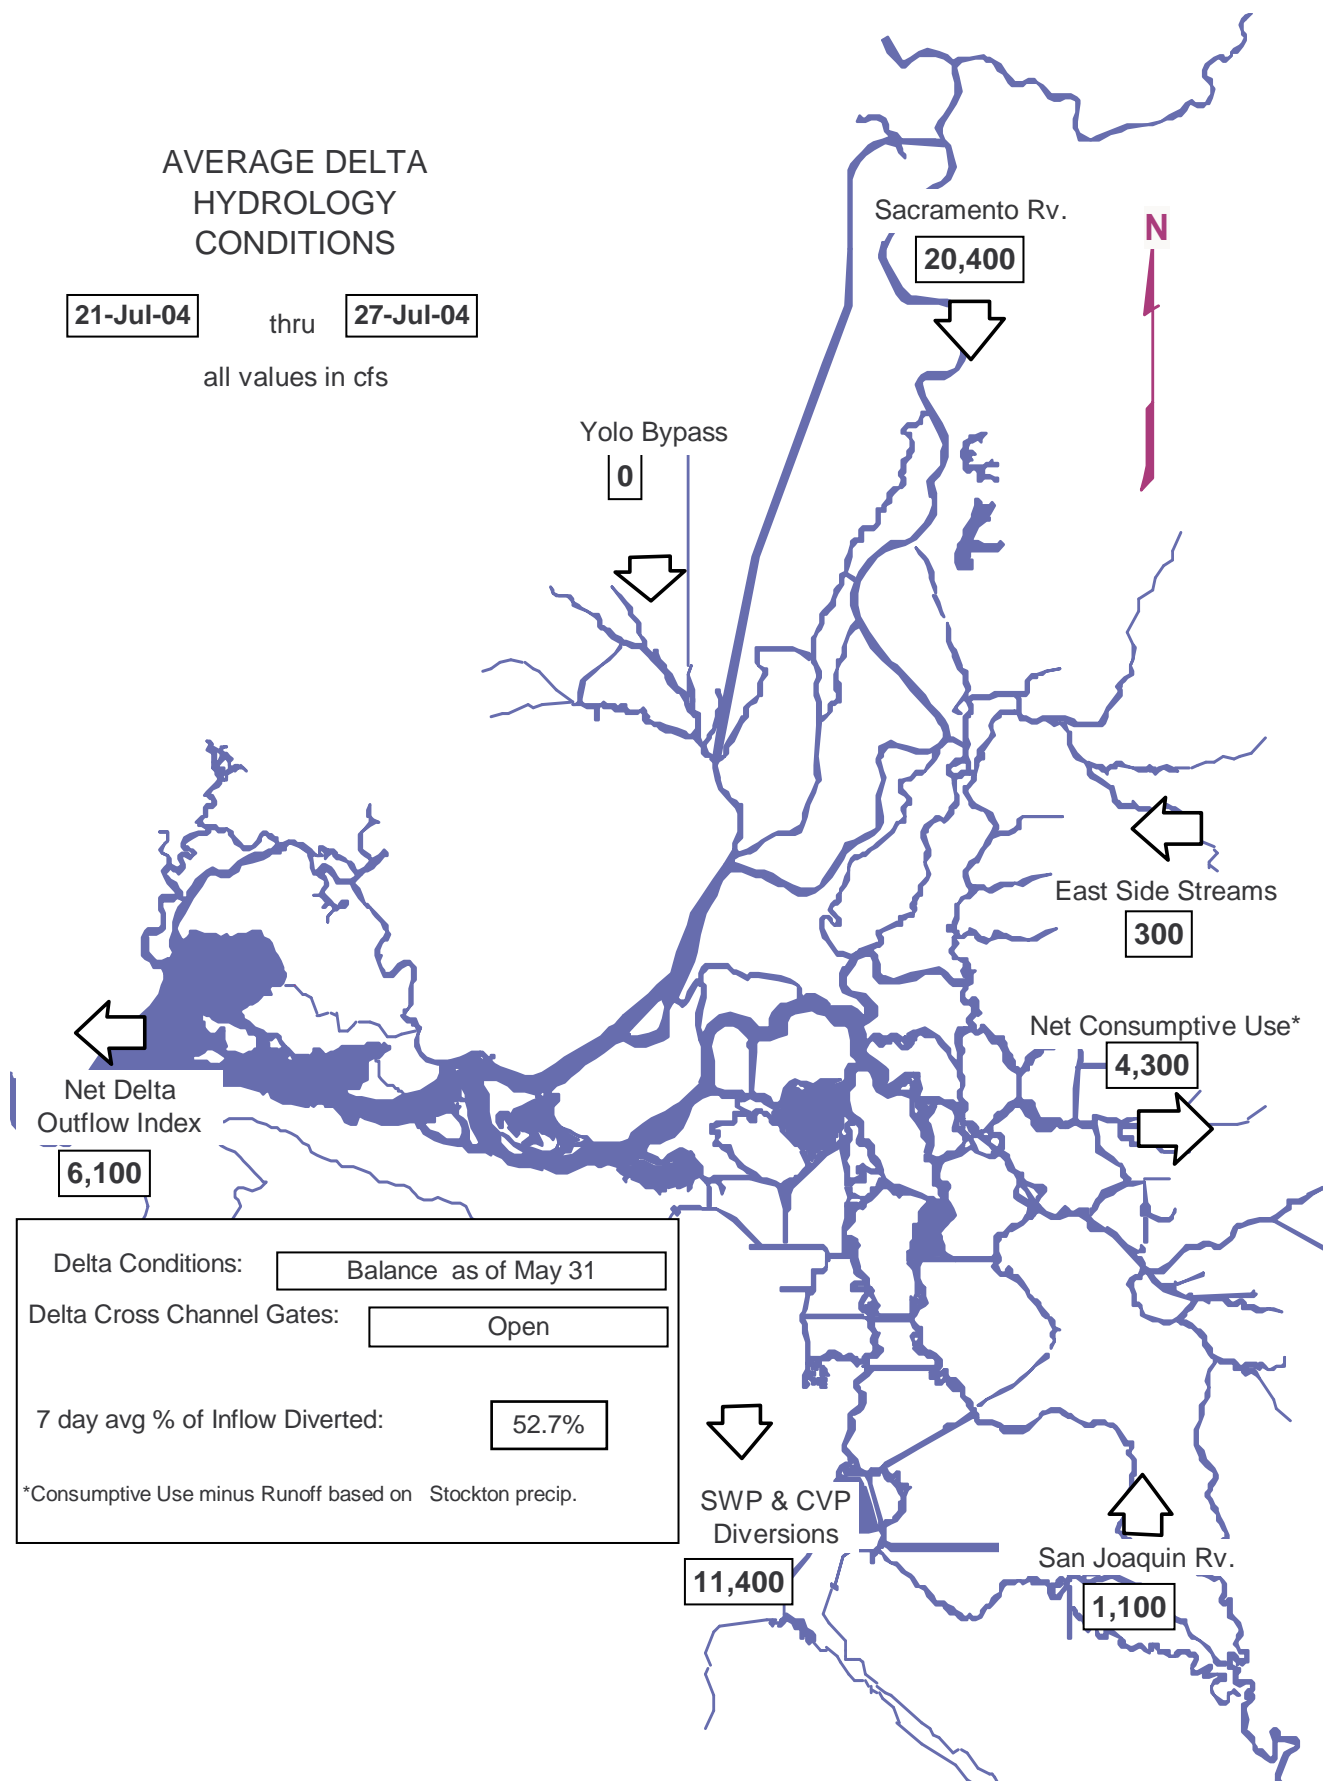 AVERAGE DELTA
HYDROLOGY
CONDITIONS
21-Jul-04 thru 27-Jul-04
all values in cfs
Sacramento Rv.
20,400
N
Yolo Bypass
0
East Side Streams
300
Net Consumptive Use*
4,300
Net Delta
Outflow Index
6,100
Delta Conditions: Balance as of May 31
Delta Cross Channel Gates: Open
7 day avg % of Inflow Diverted: 52.7%
*Consumptive Use minus Runoff based on Stockton precip.
SWP & CVP
Diversions
11,400
San Joaquin Rv.
1,100